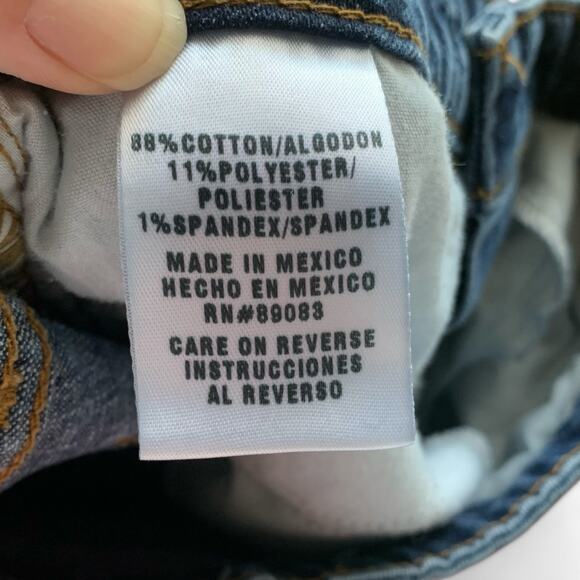 88%COTTON/ALGODON
11%POLYESTER/
POLIESTER
1%SPANDEX/SPANDEX
MADE IN MEXICO
HECHO EN MEXICO
RN#89083
CARE ON REVERSE
INSTRUCCIONES
AL REVERSO